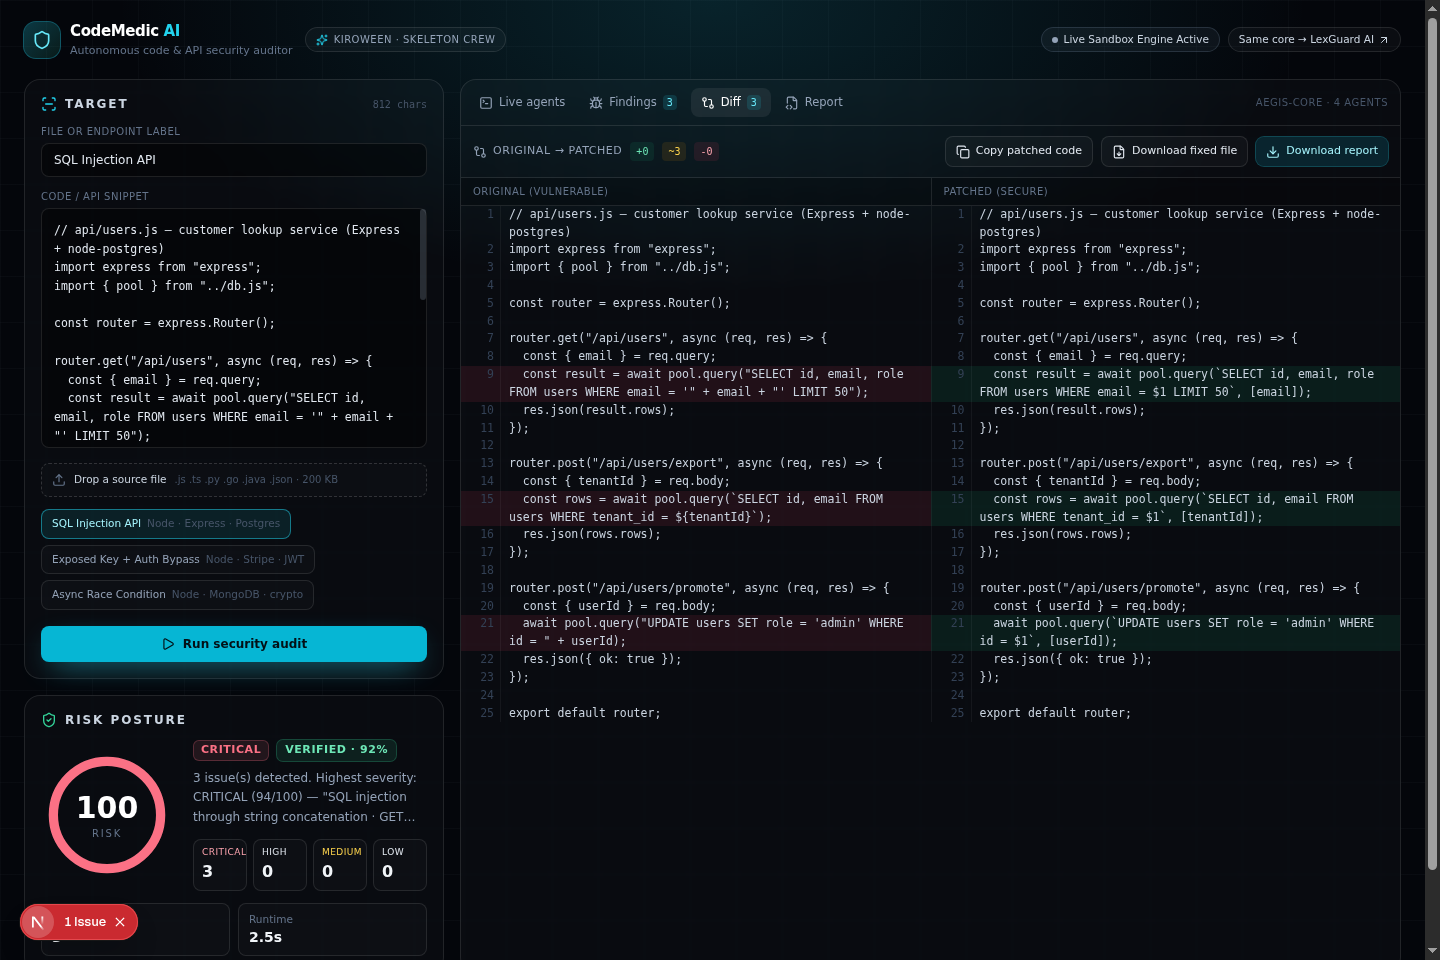 CodeMedic AI
Autonomous code & API security auditor
KIROWEEN · SKELETON CREW
Live Sandbox Engine Active
Same core → LexGuard AI
TARGET
812 chars
FILE OR ENDPOINT LABEL
SQL Injection API
CODE / API SNIPPET
// api/users.js — customer lookup service (Express
+ node-postgres)
import express from "express";
import { pool } from "../db.js";
const router = express.Router();
router.get("/api/users", async (req, res) => {
const { email } = req.query;
const result = await pool.query("SELECT id,
email, role FROM users WHERE email = '" + email +
"' LIMIT 50");
Drop a source file .js .ts .py .go .java .json · 200 KB
SQL Injection API Node · Express · Postgres
Exposed Key + Auth Bypass Node · Stripe · JWT
Async Race Condition Node · MongoDB · crypto
Run security audit
RISK POSTURE
100
RISK
CRITICAL
VERIFIED · 92%
3 issue(s) detected. Highest severity:
CRITICAL (94/100) — "SQL injection
through string concatenation · GET…
CRITICAL
3
HIGH
0
MEDIUM
0
LOW
0
N
1 Issue
Runtime
2.5s
Live agents
Findings 3
Diff 3
Report
AEGIS-CORE · 4 AGENTS
ORIGINAL → PATCHED
+0
~3
-0
Copy patched code
Download fixed file
Download report
ORIGINAL (VULNERABLE)
1 // api/users.js — customer lookup service (Express + node-
postgres)
2 import express from "express";
3 import { pool } from "../db.js";
4
5 const router = express.Router();
6
7 router.get("/api/users", async (req, res) => {
8 const { email } = req.query;
9 const result = await pool.query("SELECT id, email, role
FROM users WHERE email = '" + email + "' LIMIT 50");
10 res.json(result.rows);
11 });
12
13 router.post("/api/users/export", async (req, res) => {
14 const { tenantId } = req.body;
15 const rows = await pool.query(`SELECT id, email FROM
users WHERE tenant_id = ${tenantId}`);
16 res.json(rows.rows);
17 });
18
19 router.post("/api/users/promote", async (req, res) => {
20 const { userId } = req.body;
21 await pool.query("UPDATE users SET role = 'admin' WHERE
id = " + userId);
22 res.json({ ok: true });
23 });
24
25 export default router;
PATCHED (SECURE)
1 // api/users.js — customer lookup service (Express + node-
postgres)
2 import express from "express";
3 import { pool } from "../db.js";
4
5 const router = express.Router();
6
7 router.get("/api/users", async (req, res) => {
8 const { email } = req.query;
9 const result = await pool.query(`SELECT id, email, role
FROM users WHERE email = $1 LIMIT 50`, [email]);
10 res.json(result.rows);
11 });
12
13 router.post("/api/users/export", async (req, res) => {
14 const { tenantId } = req.body;
15 const rows = await pool.query(`SELECT id, email FROM
users WHERE tenant_id = $1`, [tenantId]);
16 res.json(rows.rows);
17 });
18
19 router.post("/api/users/promote", async (req, res) => {
20 const { userId } = req.body;
21 await pool.query(`UPDATE users SET role = 'admin' WHERE
id = $1`, [userId]);
22 res.json({ ok: true });
23 });
24
25 export default router;